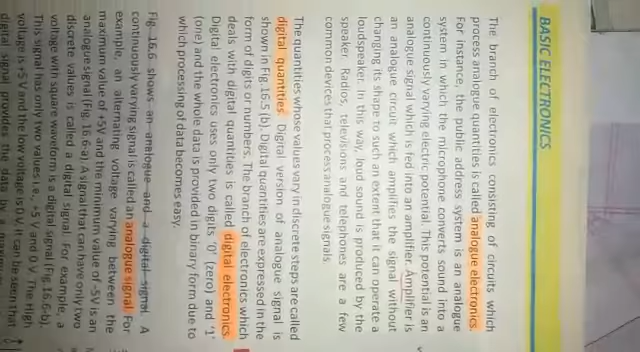 BASIC ELECTRONICS
The branch of electronics consisting of circuits which
process analogue quantities is called analogue electronics.
For instance, the public address system is an analogue
system in which the microphone converts sound into a
continuously varying electric potential. This potential is an
analogue signal which is fed into an amplifier. Amplifier is
an analogue circuit which amplifies the signal without
changing its shape to such an extent that it can operate a
loudspeaker. In this way, loud sound is produced by the
speaker. Radios, televisions and telephones are a few
common devices that process analogue signals.
The quantities whose values vary in discrete steps are called
digital quantities. Digital version of analogue signal is
shown in Fig.16.5 (b). Digital quantities are expressed in the
form of digits or numbers. The branch of electronics which
deals with digital quantities is called digital electronics.
Digital electronics uses only two digits '0' (zero) and '1'
(one) and the whole data is provided in binary form due to
which processing of data becomes easy.
Fig. 16.6 shows an analogue and a digital signal. A
continuously varying signal is called an analogue signal. For
example, an alternating voltage varying between the
maximum value of +5V and the minimum value of -5V is an
analogue signal (Fig. 16.6-a). A signal that can have only two
discrete values is called a digital signal. For example, a
voltage with square waveform is a digital signal (Fig.16.6-b).
This signal has only two values i.e., +5 V and 0 V. The High
voltage is +5 V and the low voltage is 0 V. It can be seen that
digital signal provides the data by a